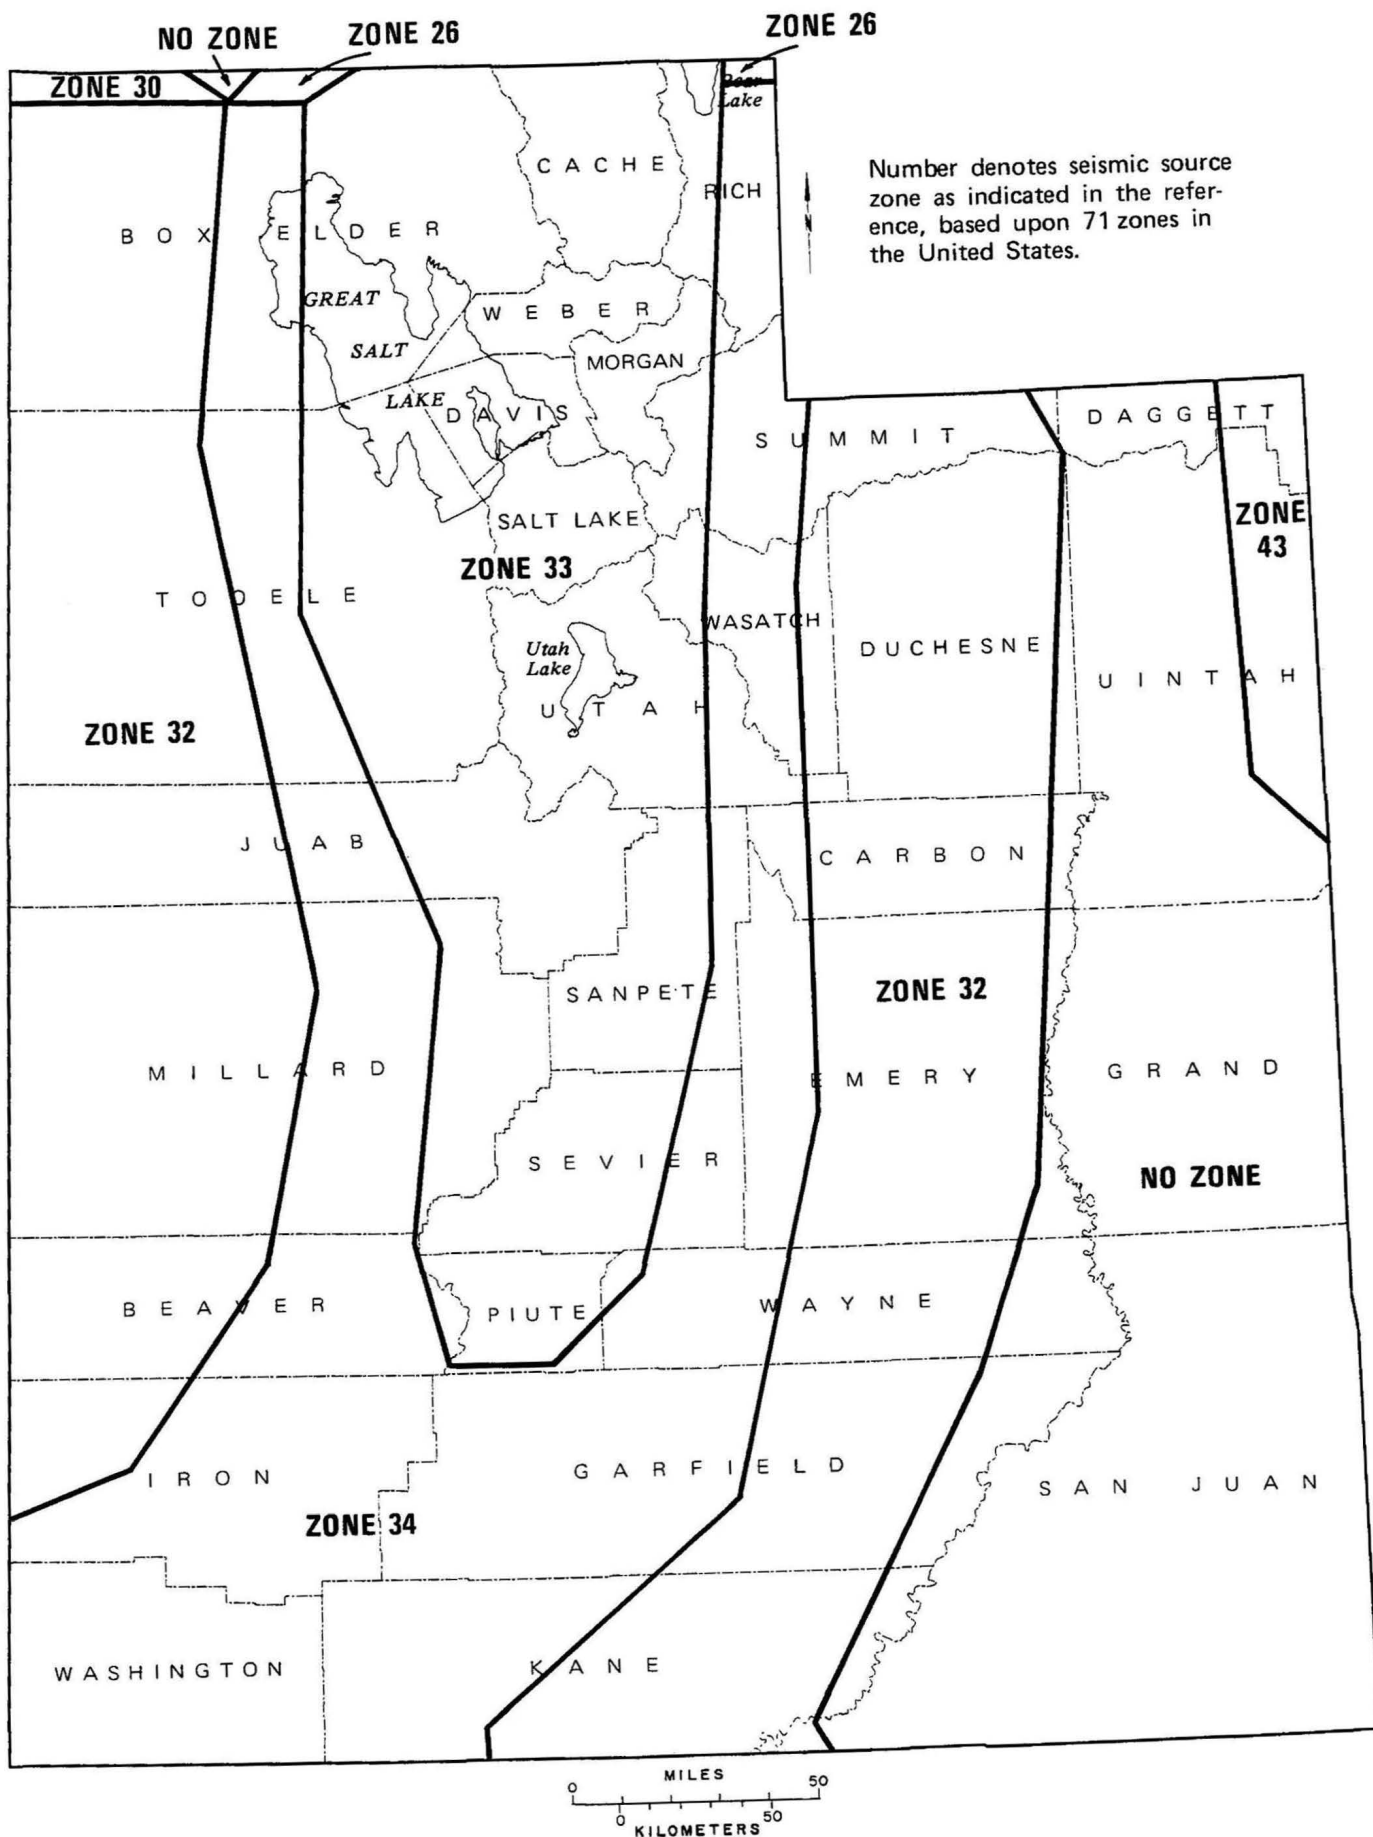 NO ZONE
ZONE 26
ZONE 26
ZONE 30
Bear
Lake
CACHE
RICH
Number denotes seismic source
zone as indicated in the refer-
ence, based upon 71 zones in
the United States.
BOX ELDER
GREAT
SALT
LAKE
WEBER
MORGAN
DAVIS
SUMMIT
DAGGETT
SALT LAKE
ZONE
43
ZONE 33
TOOELE
WASATCH
DUCHESNE
Utah
Lake
UINTAH
UTAH
ZONE 32
JUAB
CARBON
SANPETE
ZONE 32
MILLARD
EMERY
GRAND
SEVIER
NO ZONE
BEAVER
PIUTE
WAYNE
IRON
GARFIELD
SAN JUAN
ZONE 34
WASHINGTON
KANE
MILES
0 50
0 50
KILOMETERS